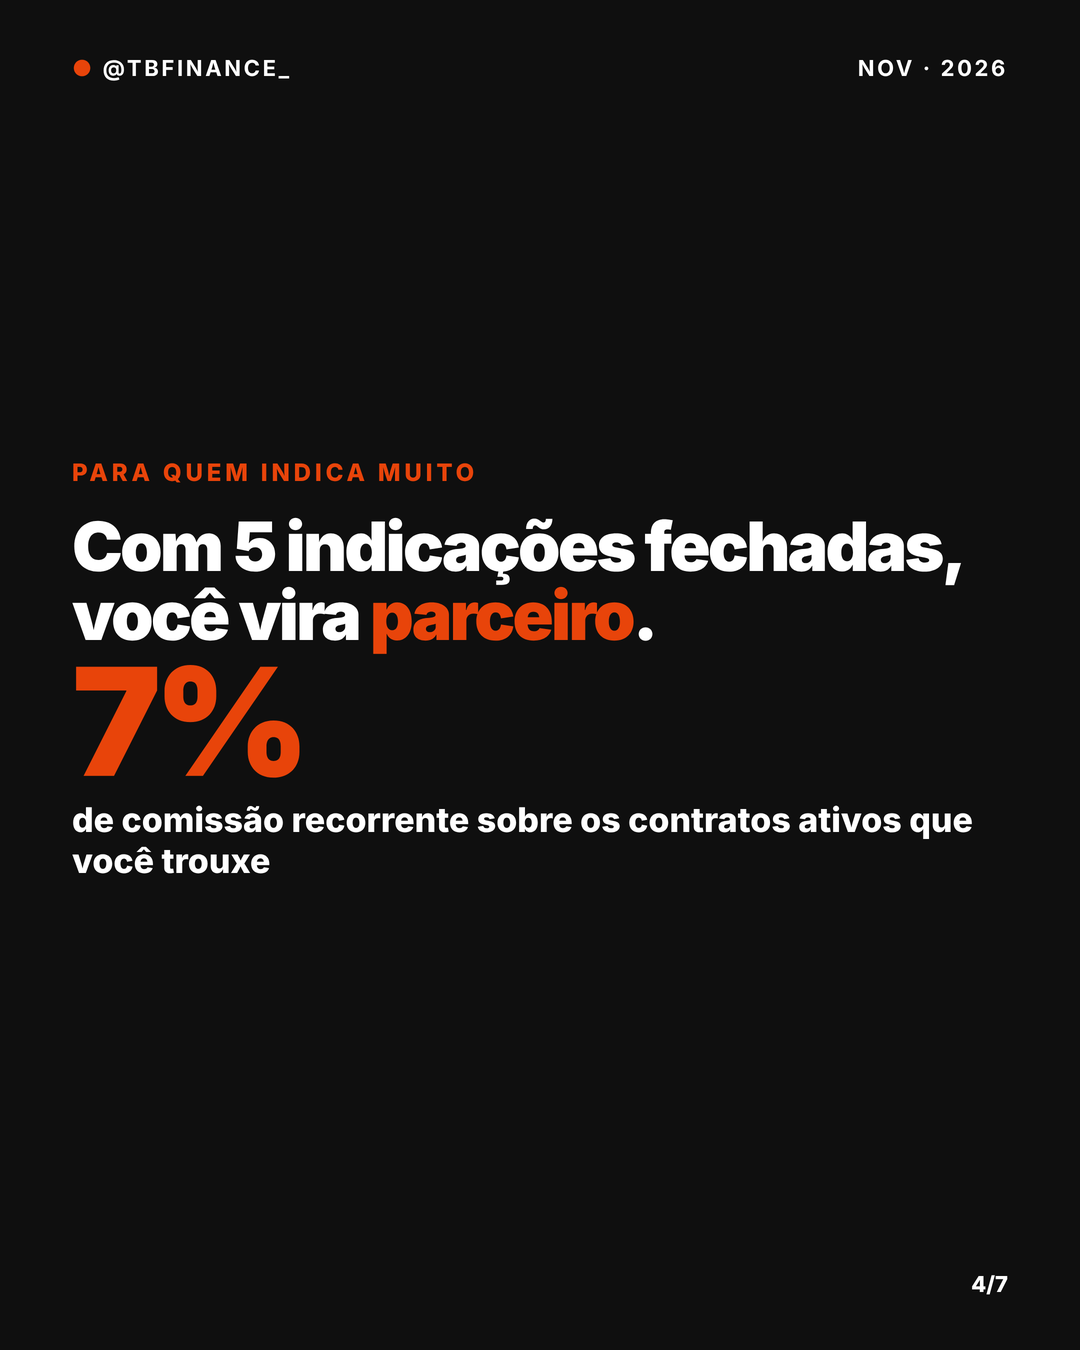 @TBFINANCE_
NOV · 2026
PARA QUEM INDICA MUITO
Com 5 indicações fechadas,
você vira parceiro.
7%
de comissão recorrente sobre os contratos ativos que
você trouxe
4/7